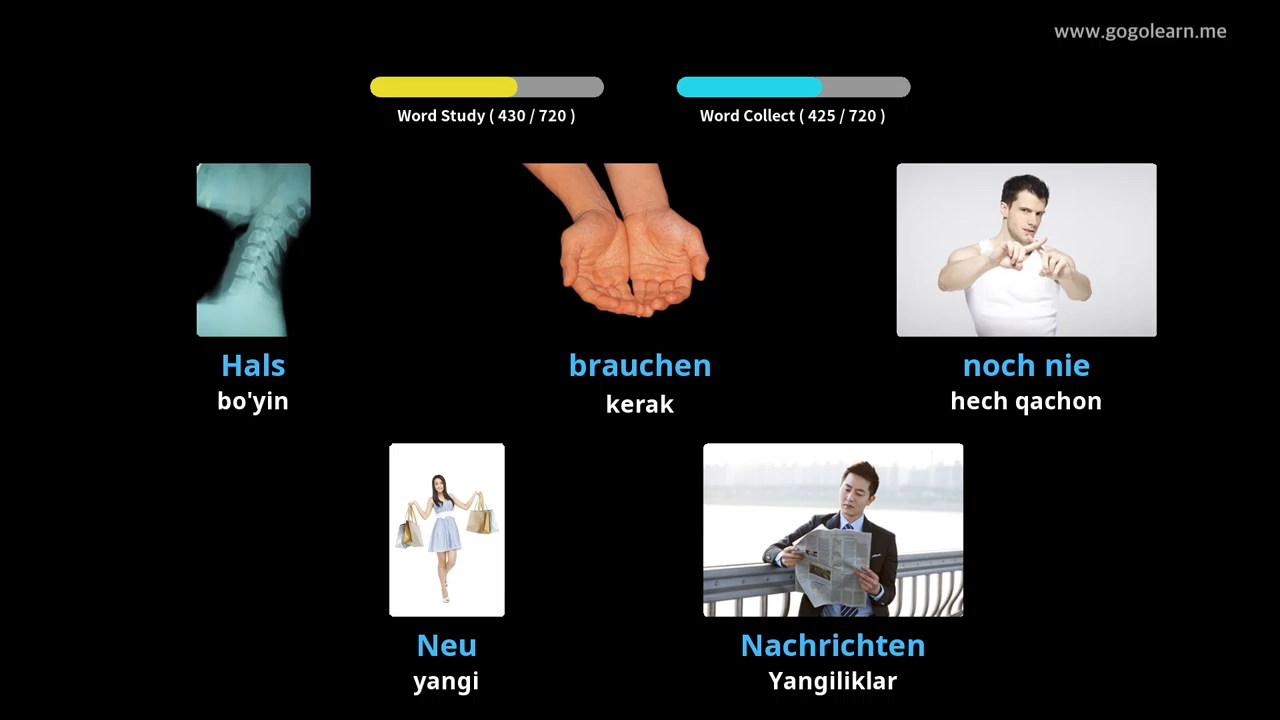 www.gogolearn.me
Word Study ( 430 / 720 )
Word Collect ( 425 / 720 )
Hals
bo'yin
brauchen
kerak
noch nie
hech qachon
Neu
yangi
Nachrichten
Yangiliklar